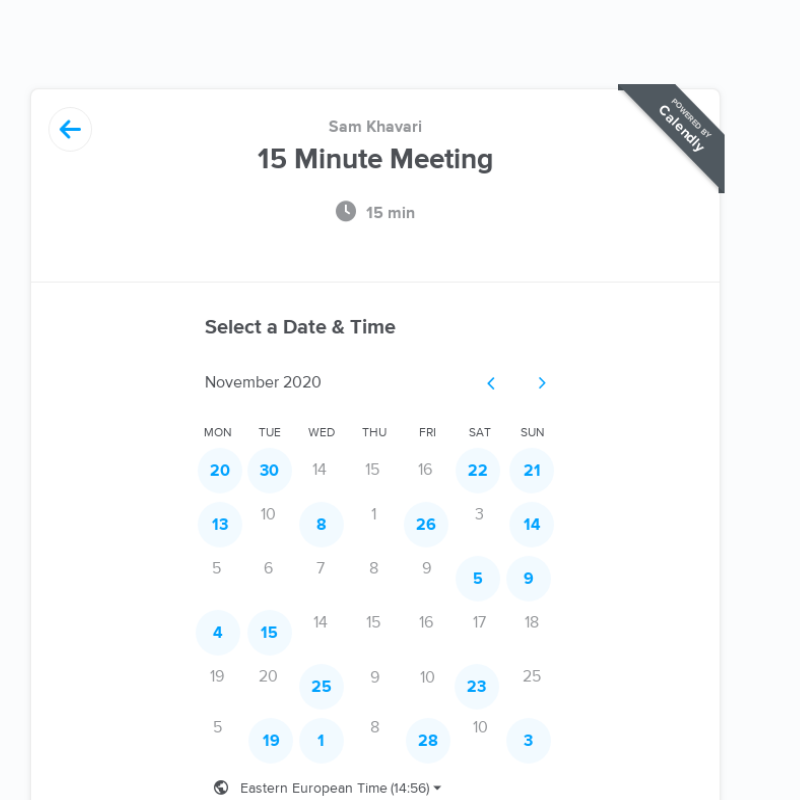 POWERED BY
Calendly
Sam Khavari
15 Minute Meeting
15 min
Select a Date & Time
November 2020
MON TUE WED THU FRI SAT SUN
20 30 14 15 16 22 21
13 10 8 1 26 3 14
5 6 7 8 9 5 9
4 15 14 15 16 17 18
19 20 25 9 10 23 25
5 19 1 8 28 10 3
Eastern European Time (14:56)